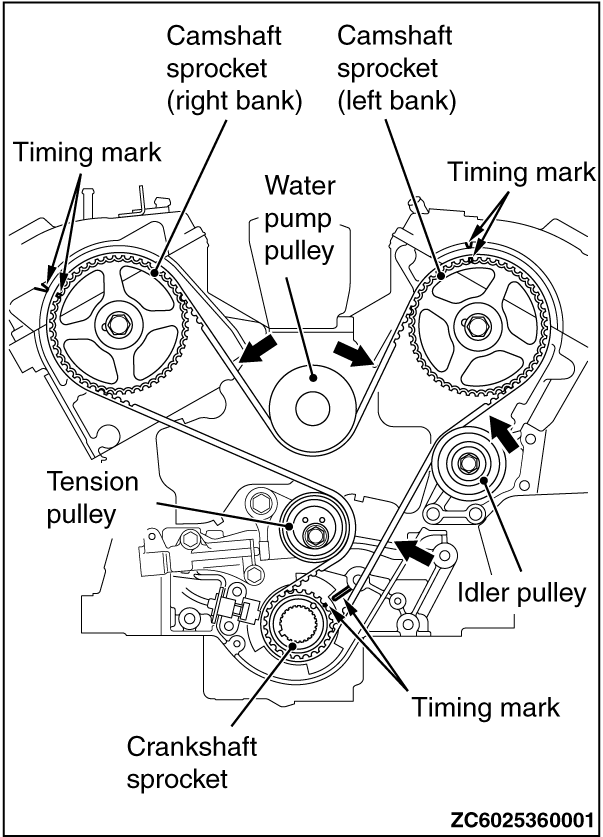 Camshaft
sprocket
(right bank)
Camshaft
sprocket
(left bank)
Timing mark
Timing mark
Water
pump
pulley
Tension
pulley
Idler pulley
Timing mark
Crankshaft
sprocket
ZC6025360001